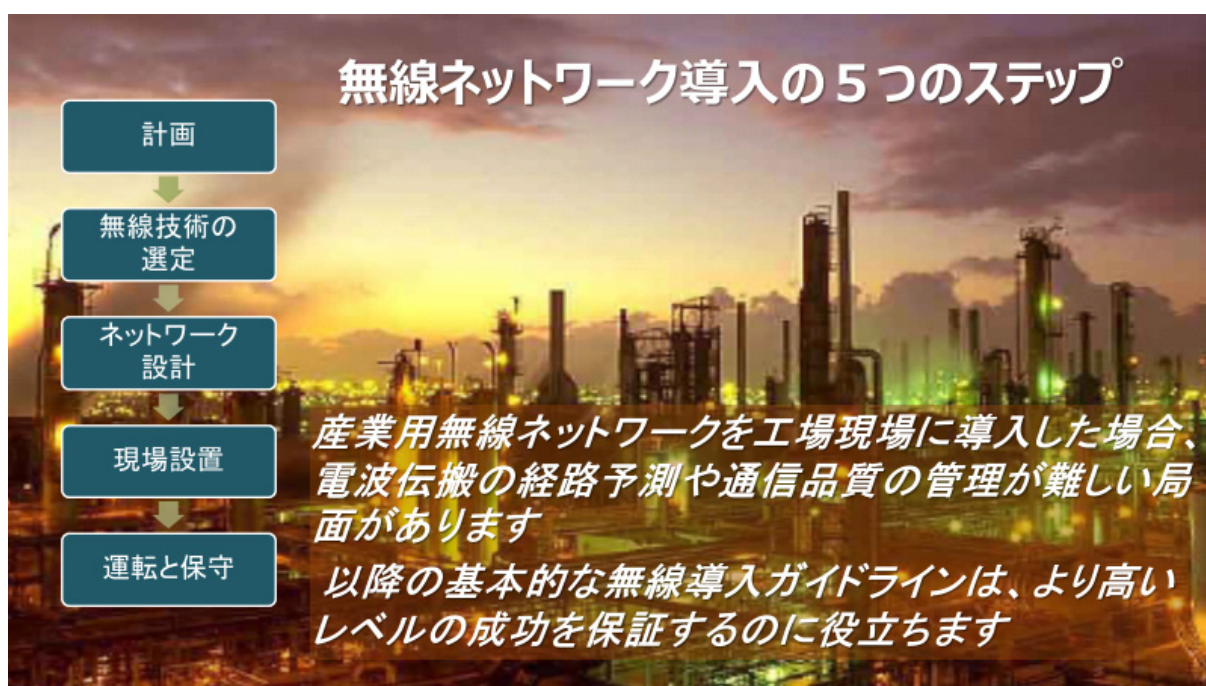 無線ネットワーク導入の５つのステップ
計画
無線技術の
選定
ネットワーク
設計
現場設置
運転と保守
産業用無線ネットワークを工場現場に導入した場合、
電波伝搬の経路予測や通信品質の管理が難しい局
面があります
以降の基本的な無線導入ガイドラインは、より高い
レベルの成功を保証するのに役立ちます